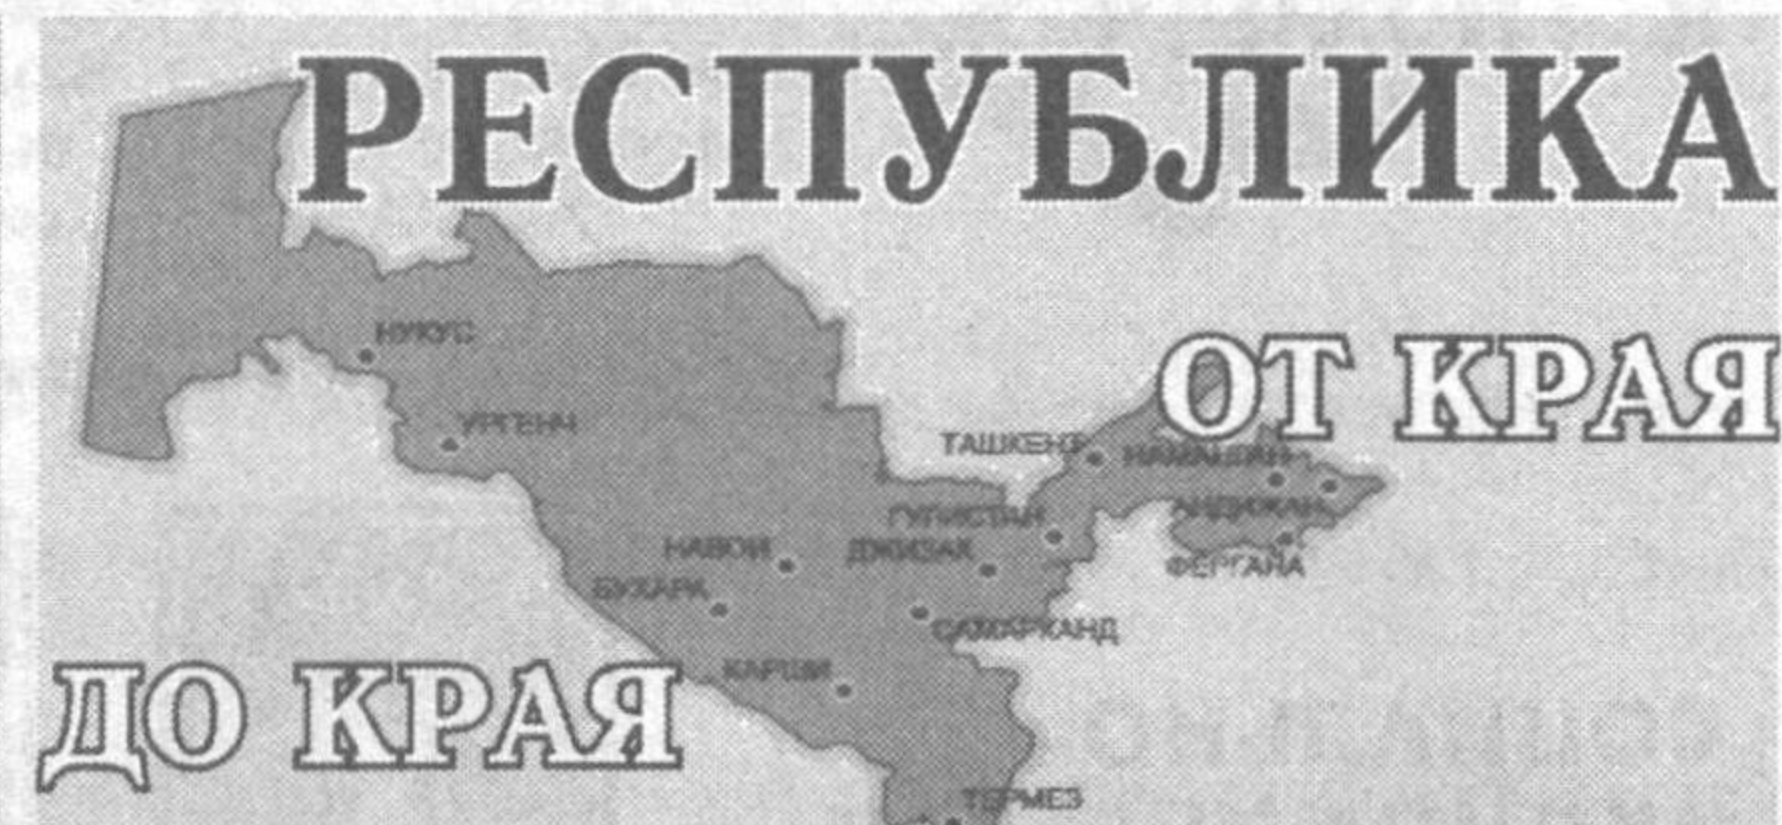 РЕСПУБЛИКА
ОТ КРАЯ
ДО КРАЯ
НУКУС
УРГЕНЧ
ТАШКЕНТ
НАМАНГАН
АНДИЖАН
ГУЛИСТАН
НАВОИ
ДЖИЗАК
ФЕРГАНА
БУХАРА
САМАРКАНД
КАРШИ
ТЕРМЕЗ